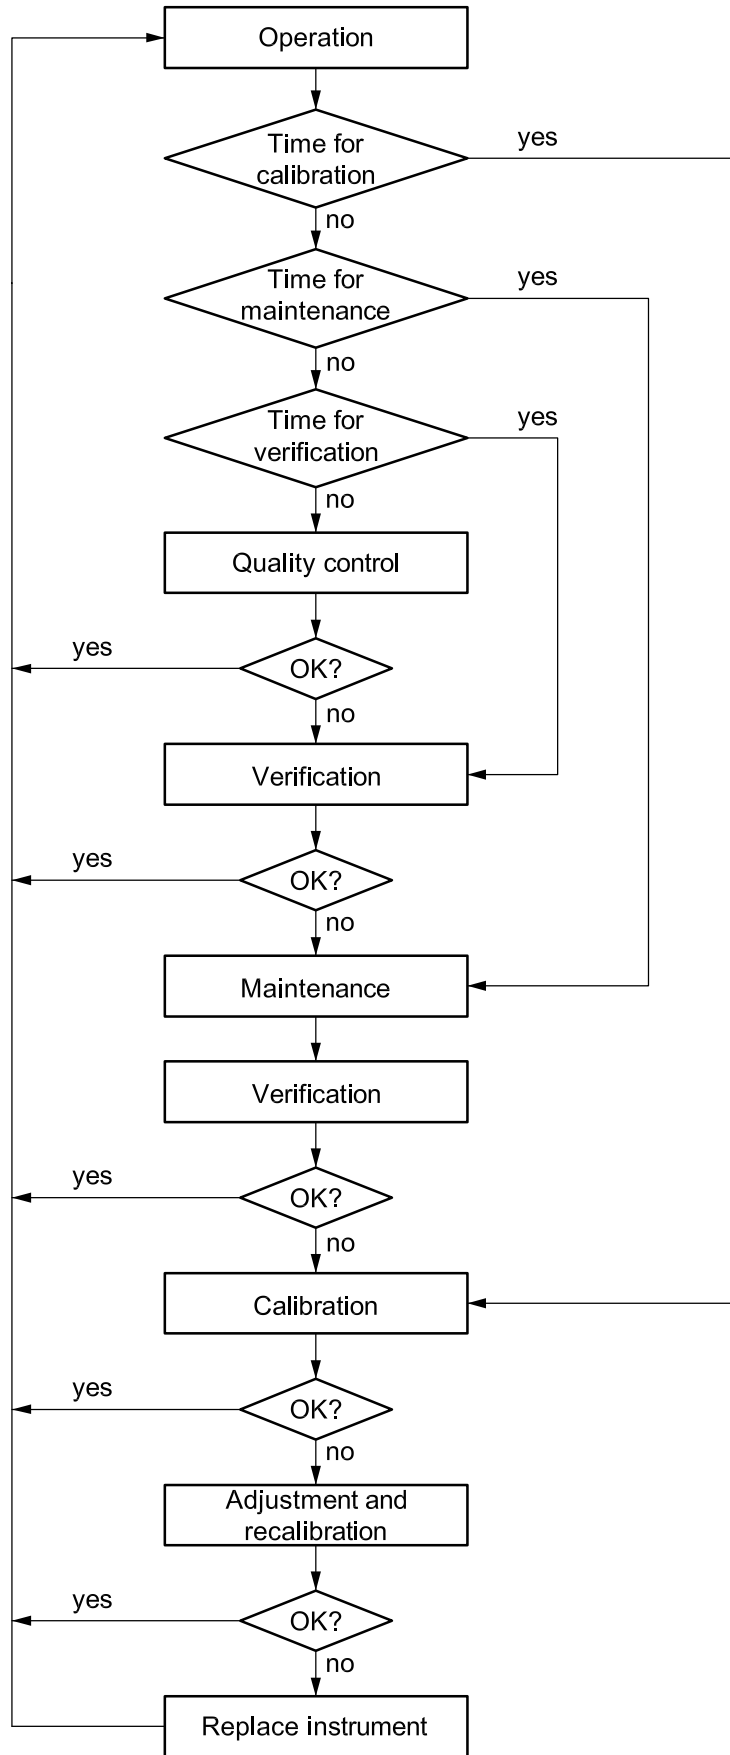 Operation
Time for
calibration
yes
no
Time for
maintenance
yes
no
Time for
verification
yes
no
Quality control
OK?
yes
no
Verification
OK?
yes
no
Maintenance
Verification
OK?
yes
no
Calibration
OK?
yes
no
Adjustment and
recalibration
OK?
yes
no
Replace instrument